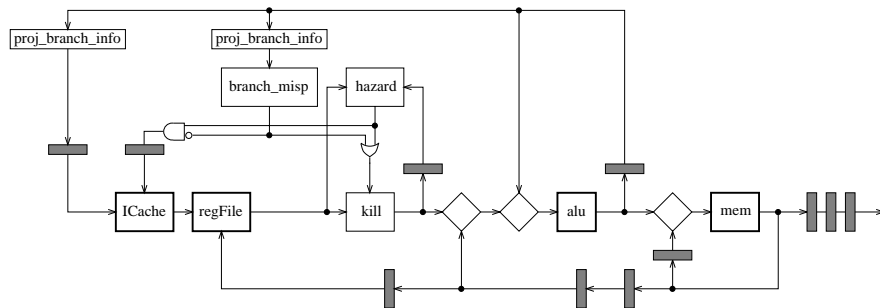 proj_branch_info
proj_branch_info
branch_misp
hazard
ICache
regFile
kill
alu
mem